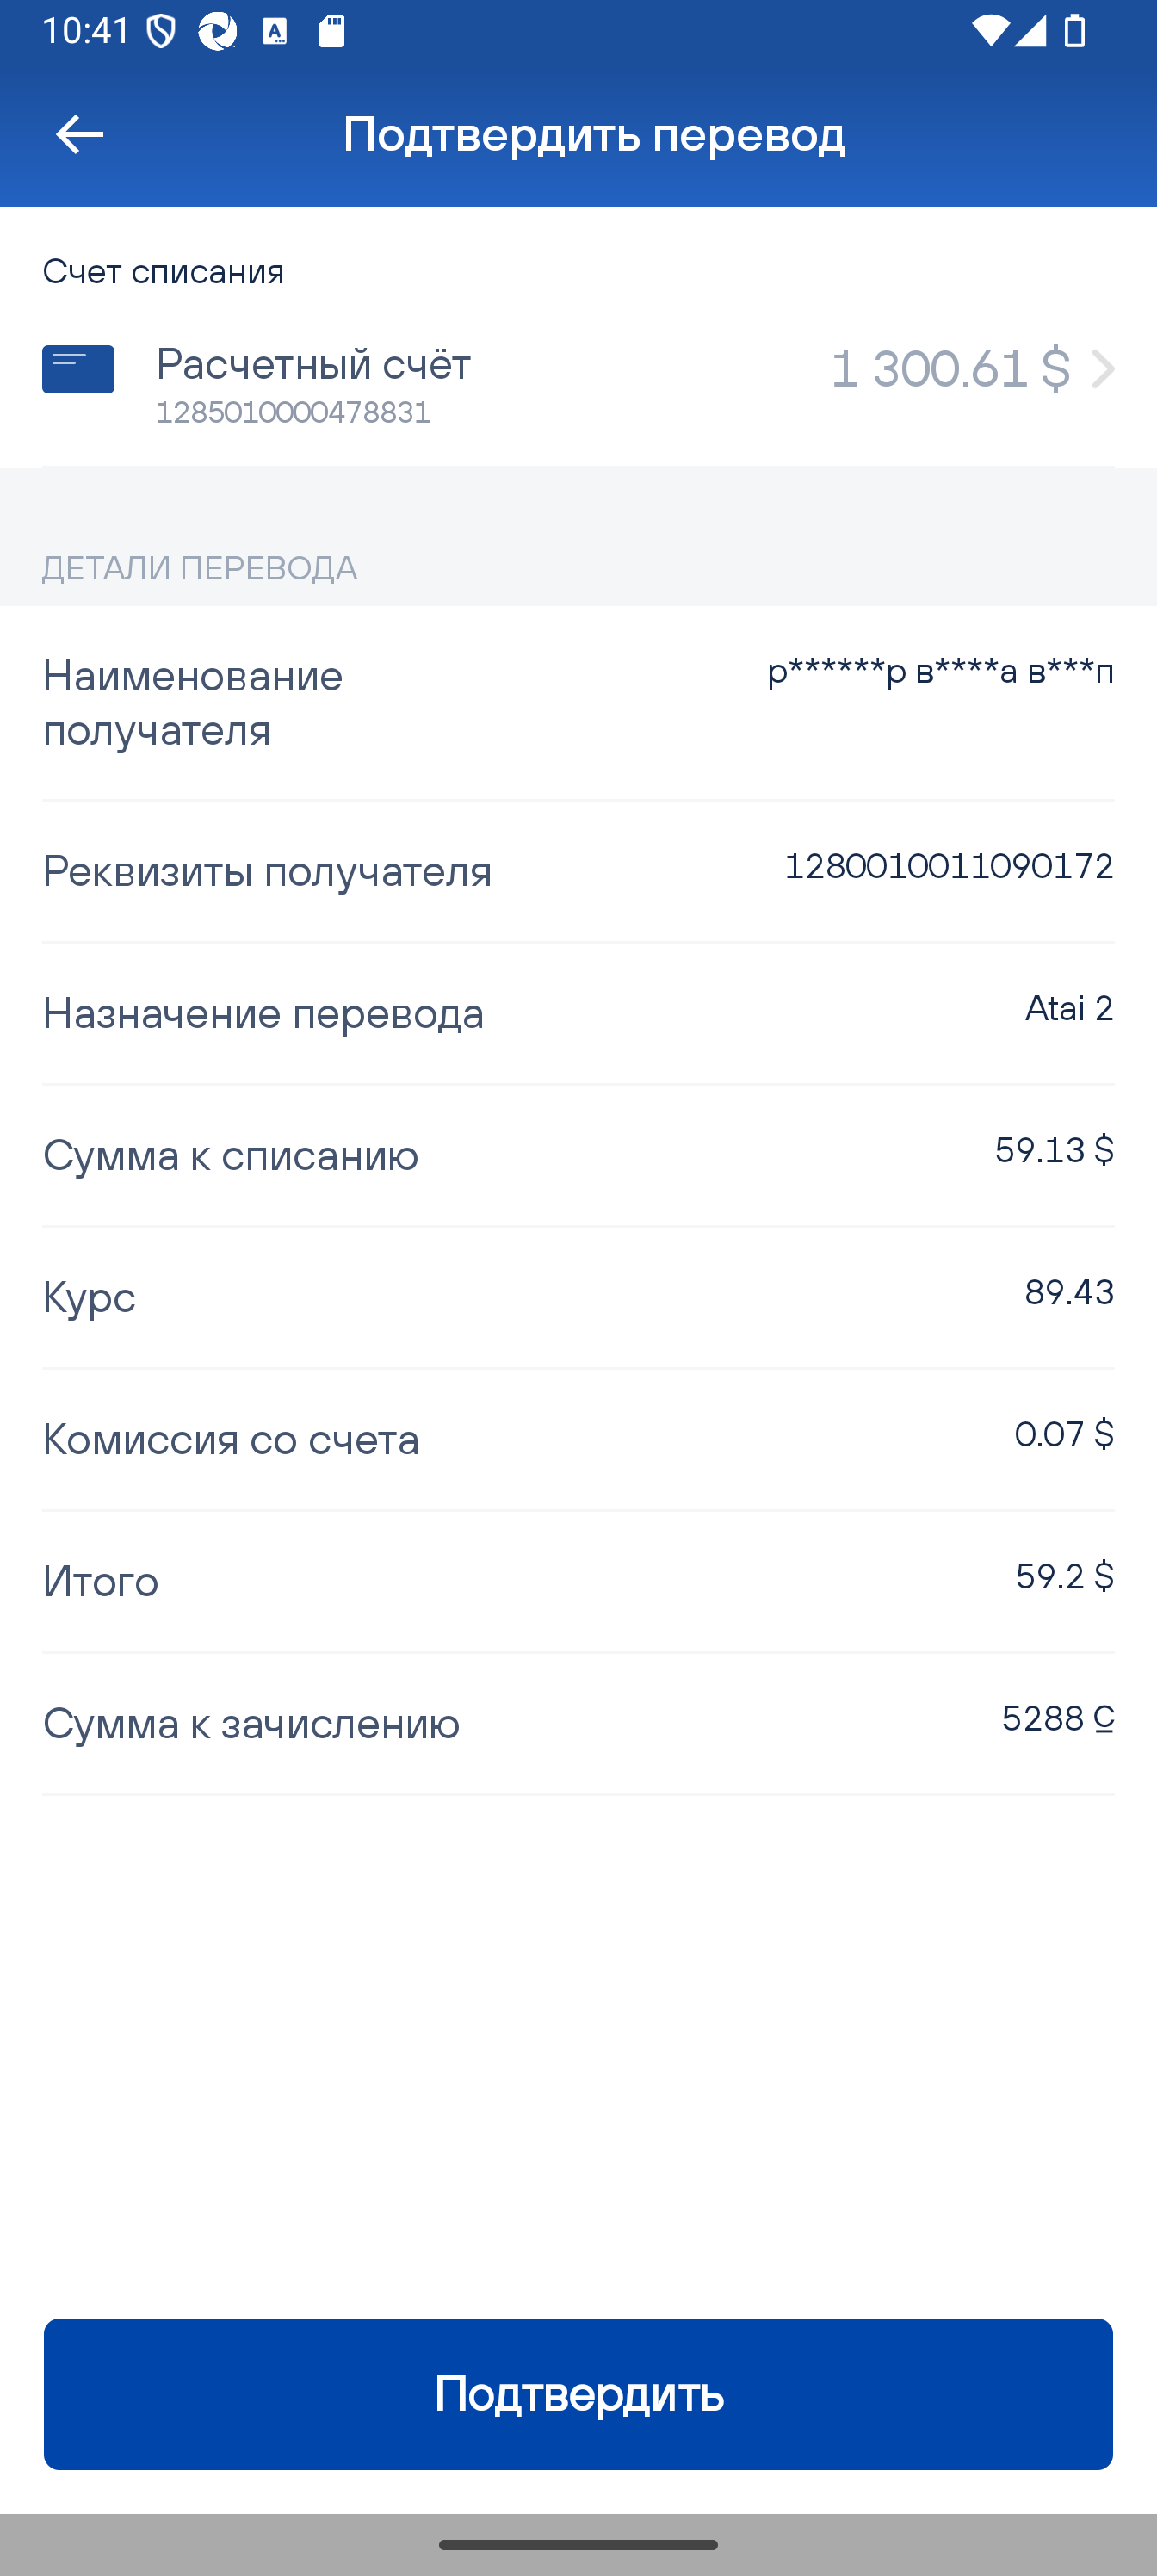 10:41
Подтвердить перевод
Счет списания
Расчетный счёт
1 300.61 $
1285010000478831
ДЕТАЛИ ПЕРЕВОДА
Наименование
получателя
р******р в****а в***п
Реквизиты получателя
1280010011090172
Назначение перевода
Atai 2
Сумма к списанию
59.13 $
Курс
89.43
Комиссия со счета
0.07 $
Итого
59.2 $
Сумма к зачислению
5288 С̲
Подтвердить